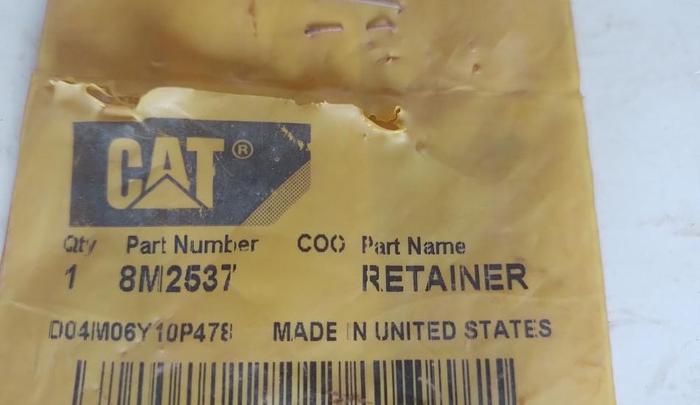 CAT®
Qty Part Number COO Part Name
1 8M2537 RETAINER
D04M06Y10P478 MADE IN UNITED STATES